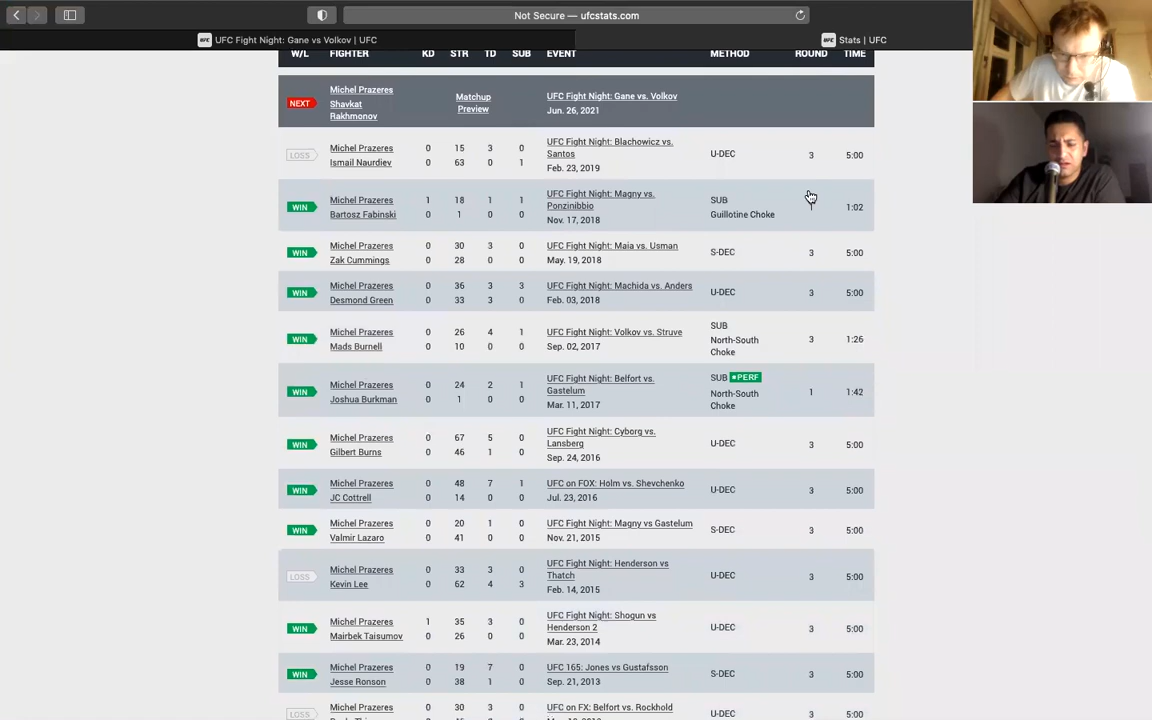 Not Secure — ufcstats.com
UFC Fight Night: Gane vs Volkov | UFC
Stats | UFC
W/L FIGHTER KD STR TD SUB EVENT METHOD ROUND TIME
NEXT Michel Prazeres Matchup UFC Fight Night: Gane vs. Volkov
Shavkat Preview Jun. 26, 2021
Rakhmonov
LOSS Michel Prazeres 0 15 3 0 UFC Fight Night: Blachowicz vs. U-DEC 3 5:00
Ismail Naurdiev 0 63 0 1 Santos
Feb. 23, 2019
WIN Michel Prazeres 1 18 1 1 UFC Fight Night: Magny vs. SUB 1:02
Bartosz Fabinski 0 1 0 0 Ponzinibbio Guillotine Choke
Nov. 17, 2018
WIN Michel Prazeres 0 30 3 0 UFC Fight Night: Maia vs. Usman S-DEC 3 5:00
Zak Cummings 0 28 0 0 May. 19, 2018
WIN Michel Prazeres 0 36 3 3 UFC Fight Night: Machida vs. Anders U-DEC 3 5:00
Desmond Green 0 33 3 0 Feb. 03, 2018
WIN Michel Prazeres 0 26 4 1 UFC Fight Night: Volkov vs. Struve SUB 3 1:26
Mads Burnell 0 10 0 0 Sep. 02, 2017 North-South
Choke
WIN Michel Prazeres 0 24 2 1 UFC Fight Night: Belfort vs. SUB PERF 1 1:42
Joshua Burkman 0 1 0 0 Gastelum North-South
Mar. 11, 2017 Choke
WIN Michel Prazeres 0 67 5 0 UFC Fight Night: Cyborg vs. U-DEC 3 5:00
Gilbert Burns 0 46 1 0 Lansberg
Sep. 24, 2016
WIN Michel Prazeres 0 48 7 1 UFC on FOX: Holm vs. Shevchenko U-DEC 3 5:00
JC Cottrell 0 14 0 0 Jul. 23, 2016
WIN Michel Prazeres 0 20 1 0 UFC Fight Night: Magny vs Gastelum S-DEC 3 5:00
Valmir Lazaro 0 41 0 0 Nov. 21, 2015
LOSS Michel Prazeres 0 33 3 0 UFC Fight Night: Henderson vs U-DEC 3 5:00
Kevin Lee 0 62 4 3 Thatch
Feb. 14, 2015
WIN Michel Prazeres 1 35 3 0 UFC Fight Night: Shogun vs U-DEC 3 5:00
Mairbek Taisumov 0 26 0 0 Henderson 2
Mar. 23, 2014
WIN Michel Prazeres 0 19 7 0 UFC 165: Jones vs Gustafsson S-DEC 3 5:00
Jesse Ronson 0 38 1 0 Sep. 21, 2013
LOSS Michel Prazeres 0 30 3 0 UFC on FX: Belfort vs. Rockhold U-DEC 3 5:00